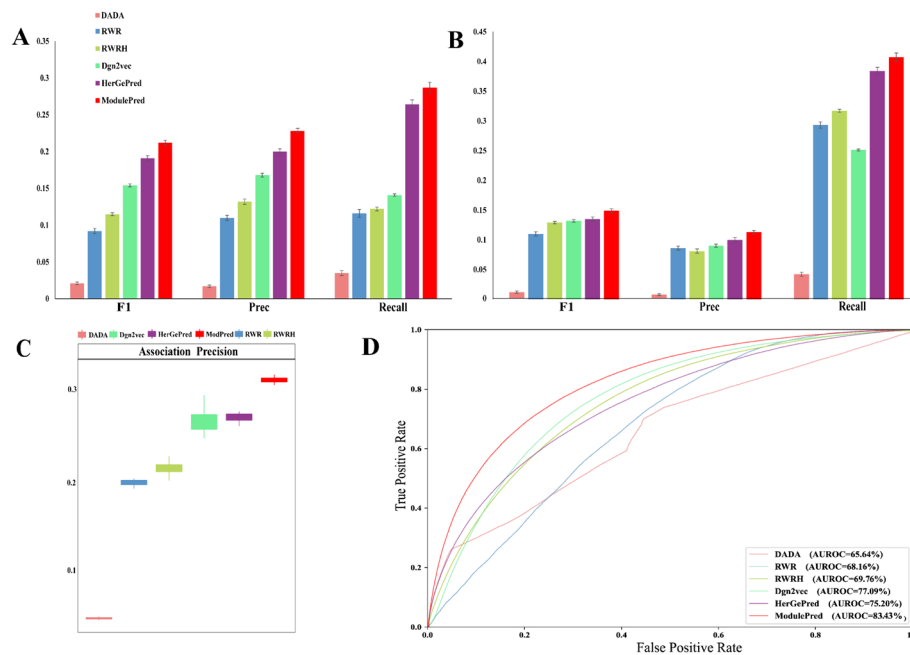 A
DADA
RWR
RWRH
Dgn2vec
HerGePred
ModulePred
0.35
0.3
0.25
0.2
0.15
0.1
0.05
0
F1 Prec Recall
B
0.45
0.4
0.35
0.3
0.25
0.2
0.15
0.1
0.05
0
F1 Prec Recall
C
DADA Dgn2vec HerGePred ModPred RWR RWRH
Association Precision
0.3
0.2
0.1
D
True Positive Rate
1.0
0.8
0.6
0.4
0.2
0.0
0.0 0.2 0.4 0.6 0.8 1
False Positive Rate
DADA (AUROC=65.64%)
RWR (AUROC=68.16%)
RWRH (AUROC=69.76%)
Dgn2vec (AUROC=77.09%)
HerGePred (AUROC=75.20%)
ModulePred (AUROC=83.43%)